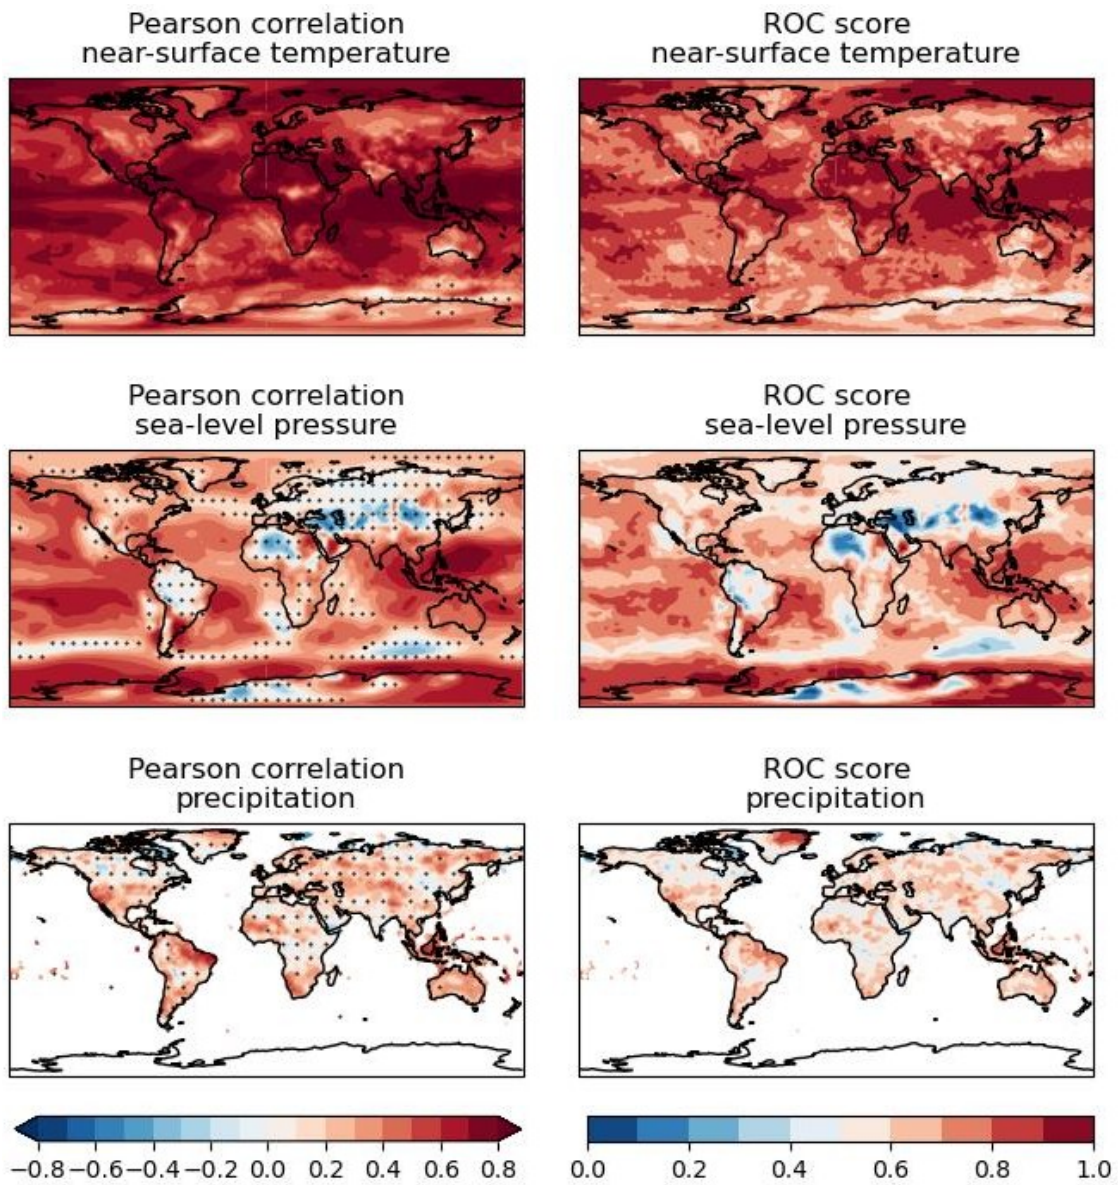 Pearson correlation
near-surface temperature
ROC score
near-surface temperature
Pearson correlation
sea-level pressure
ROC score
sea-level pressure
Pearson correlation
precipitation
ROC score
precipitation
−0.8 −0.6 −0.4 −0.2 0.0 0.2 0.4 0.6 0.8
0.0 0.2 0.4 0.6 0.8 1.0